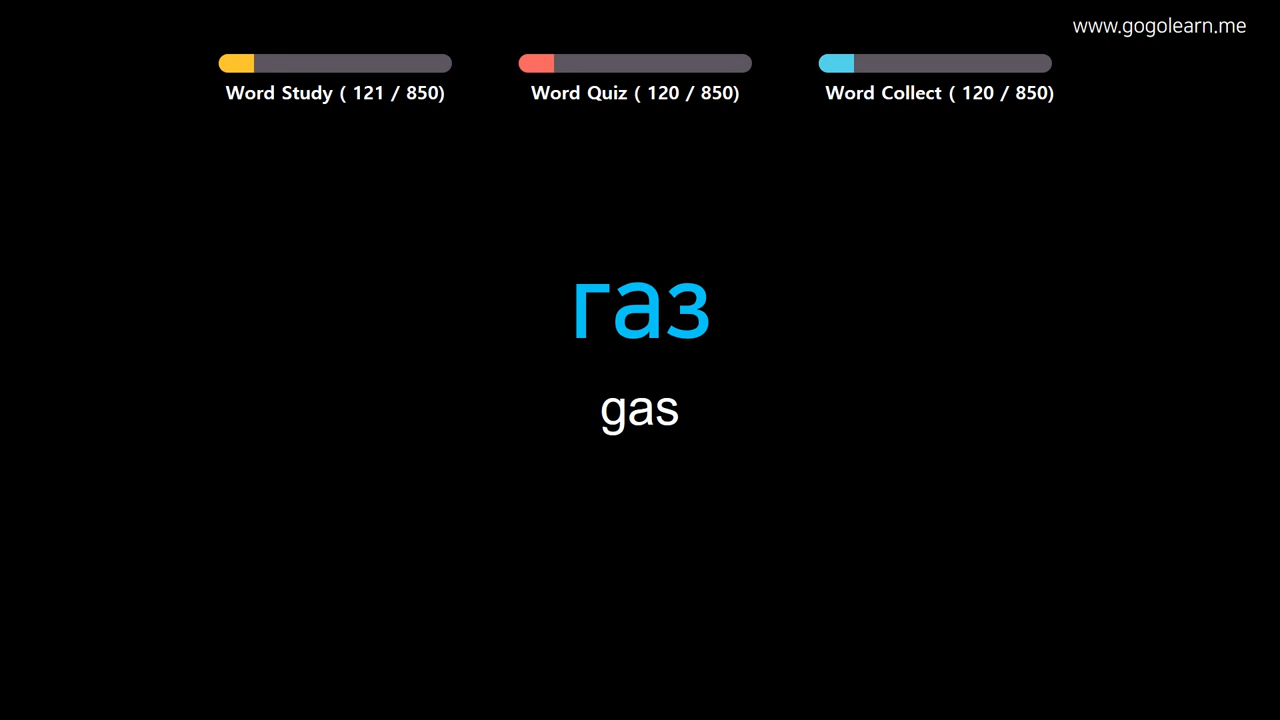 www.gogolearn.me
Word Study ( 121 / 850)
Word Quiz ( 120 / 850)
Word Collect ( 120 / 850)
газ
gas